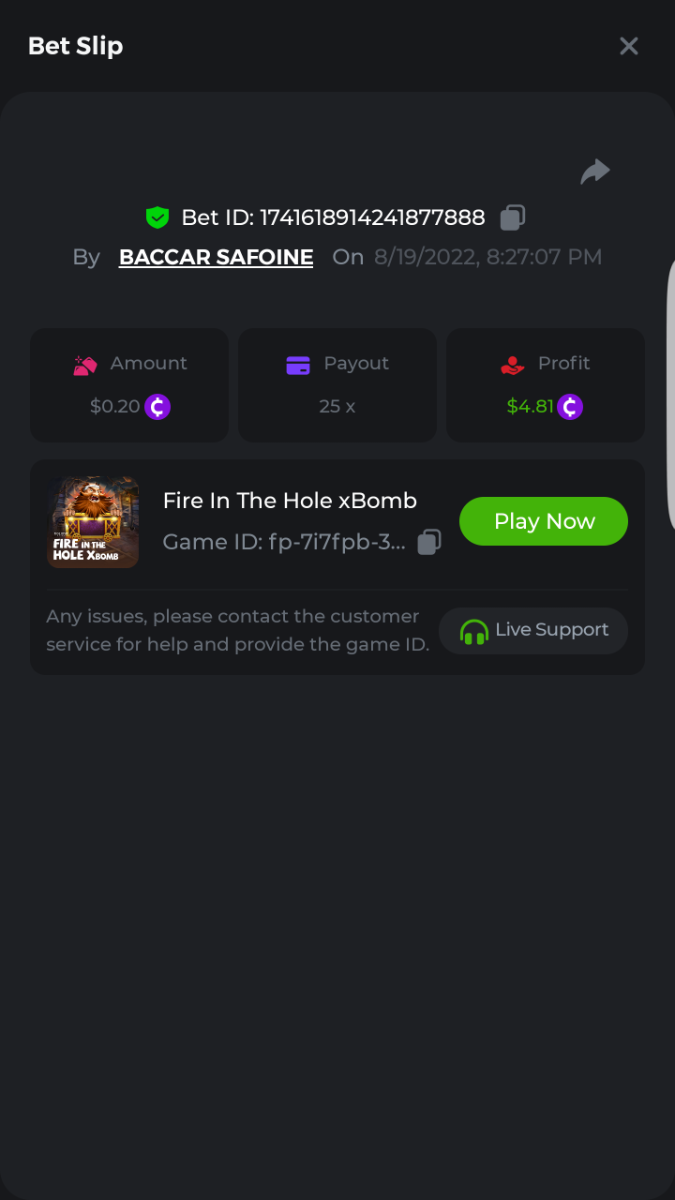 Bet Slip
Bet ID: 1741618914241877888
By BACCAR SAFOINE On 8/19/2022, 8:27:07 PM
Amount
$0.20
Payout
25 x
Profit
$4.81
FIRE IN THE
HOLE XBOMB
Fire In The Hole xBomb
Game ID: fp-7i7fpb-3...
Play Now
Any issues, please contact the customer
service for help and provide the game ID.
Live Support